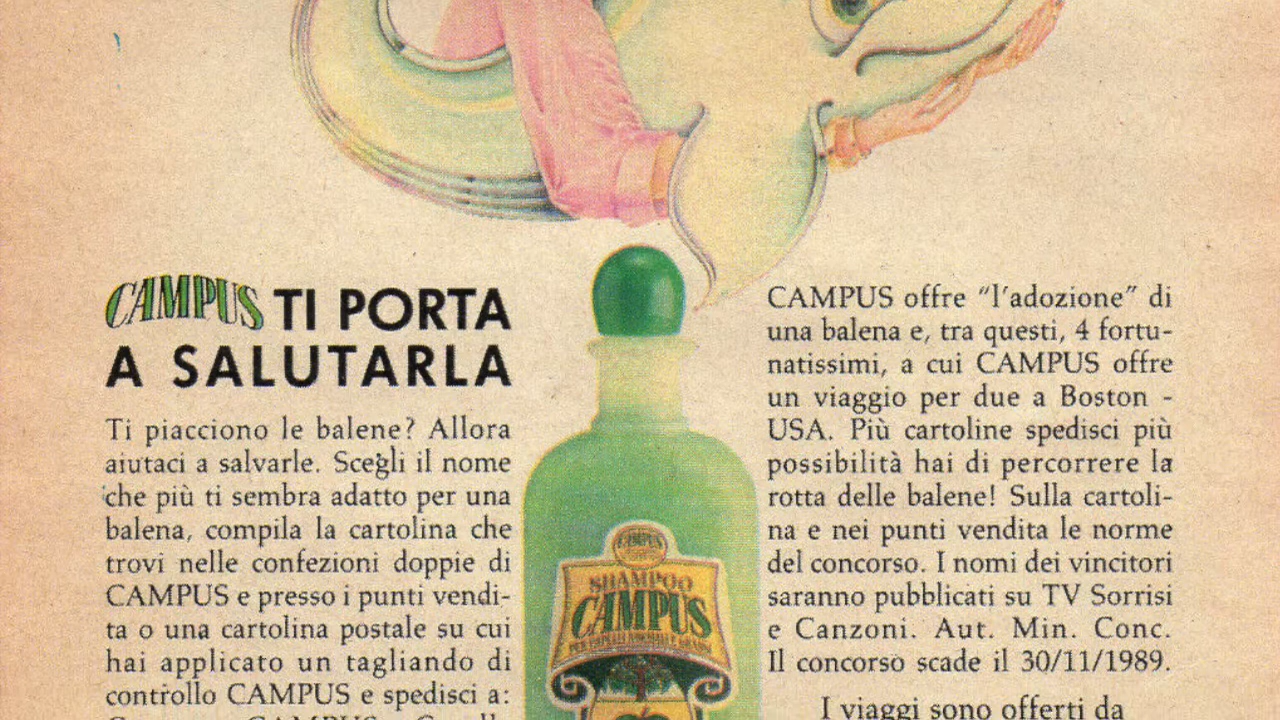 CAMPUS TI PORTA
A SALUTARLA
Ti piacciono le balene? Allora
aiutaci a salvarle. Scegli il nome
che più ti sembra adatto per una
balena, compila la cartolina che
trovi nelle confezioni doppie di
CAMPUS e presso i punti vendi-
ta o una cartolina postale su cui
hai applicato un tagliando di
controllo CAMPUS e spedisci a:
CAMPUS offre “l'adozione” di
una balena e, tra questi, 4 fortu-
natissimi, a cui CAMPUS offre
un viaggio per due a Boston -
USA. Più cartoline spedisci più
possibilità hai di percorrere la
rotta delle balene! Sulla cartoli-
na e nei punti vendita le norme
del concorso. I nomi dei vincitori
saranno pubblicati su TV Sorrisi
e Canzoni. Aut. Min. Conc.
Il concorso scade il 30/11/1989.
I viaggi sono offerti da
CAMPUS
SHAMPOO
CAMPUS